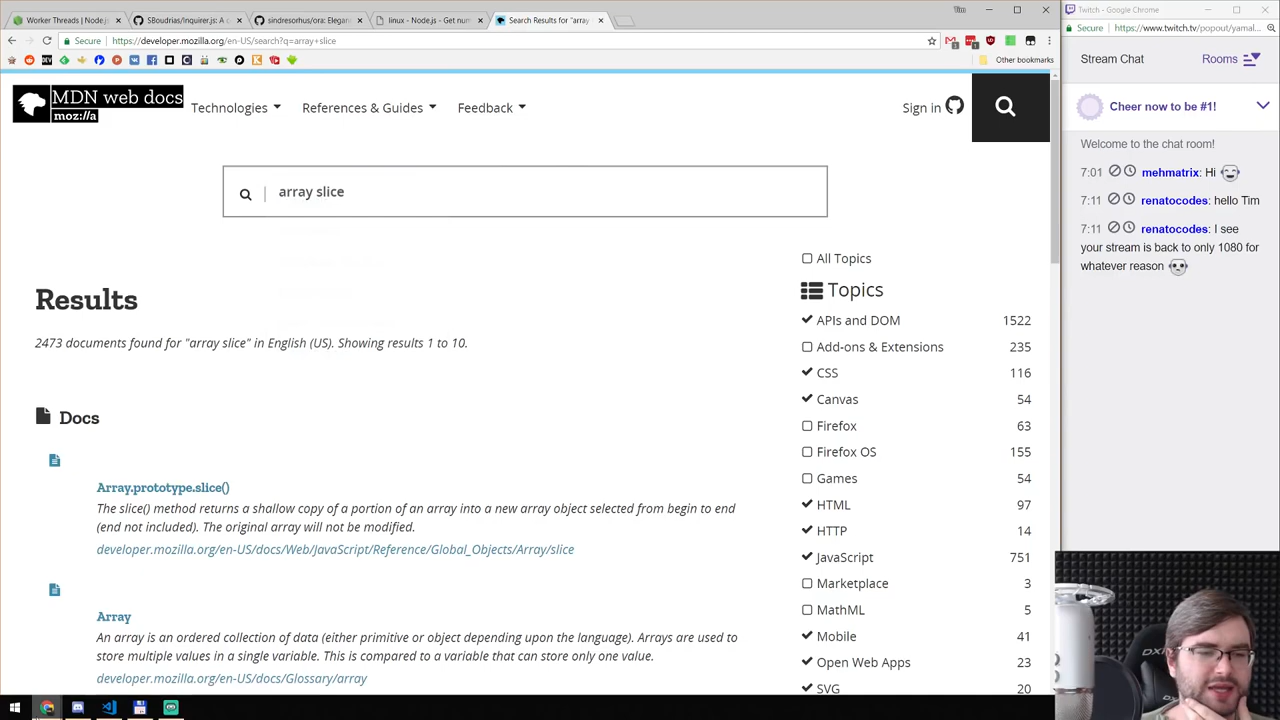 Worker Threads | Node.js
SBoudrias/Inquirer.js: A c
sindresorhus/ora: Elegan
linux - Node.js - Get num
Search Results for "array
Twitch - Google Chrome
Secure
https://developer.mozilla.org/en-US/search?q=array+slice
Secure
https://www.twitch.tv/popout/yamal...
Other bookmarks
MDN web docs
moz://a
Technologies
References & Guides
Feedback
Sign in
array slice
Results
2473 documents found for "array slice" in English (US). Showing results 1 to 10.
Docs
Array.prototype.slice()
The slice() method returns a shallow copy of a portion of an array into a new array object selected from begin to end
(end not included). The original array will not be modified.
developer.mozilla.org/en-US/docs/Web/JavaScript/Reference/Global_Objects/Array/slice
Array
An array is an ordered collection of data (either primitive or object depending upon the language). Arrays are used to
store multiple values in a single variable. This is compared to a variable that can store only one value.
developer.mozilla.org/en-US/docs/Glossary/array
All Topics
Topics
APIs and DOM 1522
Add-ons & Extensions 235
CSS 116
Canvas 54
Firefox 63
Firefox OS 155
Games 54
HTML 97
HTTP 14
JavaScript 751
Marketplace 3
MathML 5
Mobile 41
Open Web Apps 23
SVG 20
Stream Chat
Rooms
Cheer now to be #1!
Welcome to the chat room!
7:01 mehmatrix: Hi
7:11 renatocodes: hello Tim
7:11 renatocodes: I see
your stream is back to only 1080 for
whatever reason